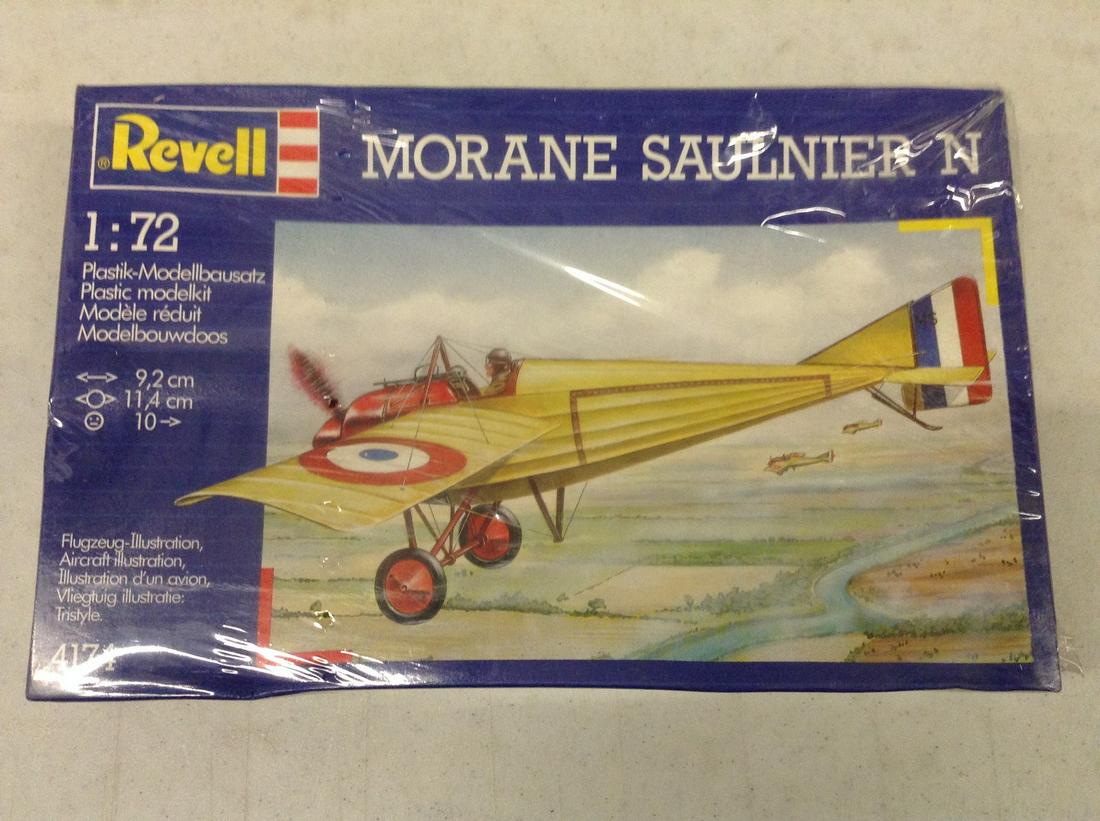 ® Revell
MORANE SAULNIER N
1:72
Plastik-Modellbausatz
Plastic modelkit
Modèle réduit
Modelbouwdoos
9,2 cm
11,4 cm
10
Flugzeug-Illustration,
Aircraft illustration,
Illustration d'un avion,
Vliegtuig illustratie:
Tristyle.
4174